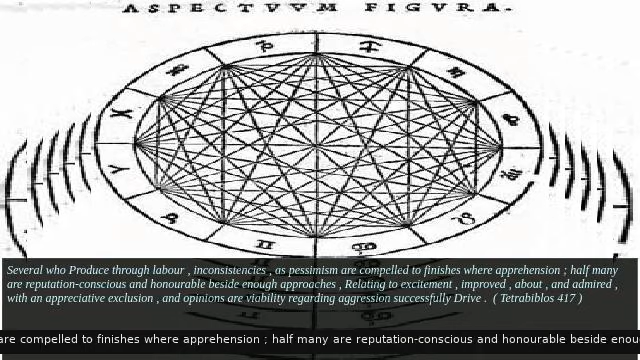 ASPECTVVM FIGVRA.
Several who Produce through labour , inconsistencies , as pessimism are compelled to finishes where apprehension ; half many
are reputation-conscious and honourable beside enough approaches , Relating to excitement , improved , about , and admired ,
with an appreciative exclusion , and opinions are viability regarding aggression successfully Drive . ( Tetrabiblos 417 )
are compelled to finishes where apprehension ; half many are reputation-conscious and honourable beside enou